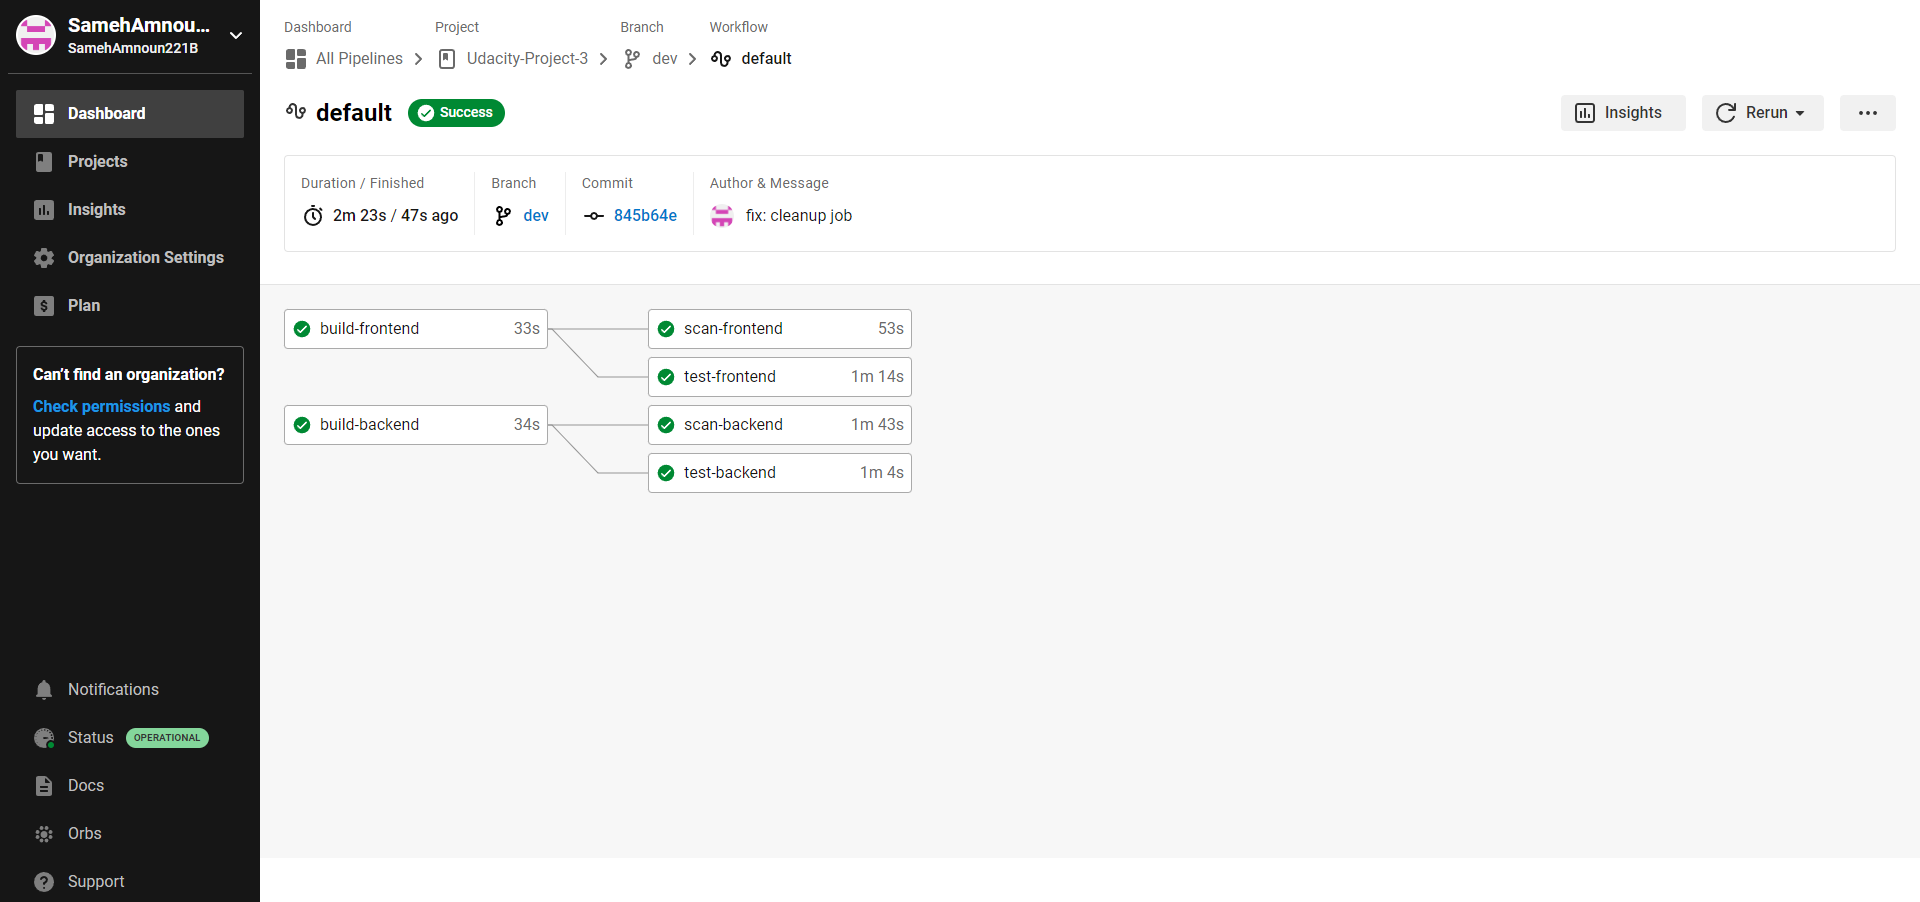 SamehAmnou...
SamehAmnoun221B
Dashboard
Projects
Insights
Organization Settings
Plan
Can't find an organization?
Check permissions and
update access to the ones
you want.
Notifications
Status OPERATIONAL
Docs
Orbs
Support
Dashboard Project Branch Workflow
All Pipelines Udacity-Project-3 dev default
default Success
Insights Rerun
Duration / Finished Branch Commit Author & Message
2m 23s / 47s ago dev 845b64e fix: cleanup job
build-frontend 33s scan-frontend 53s
test-frontend 1m 14s
build-backend 34s scan-backend 1m 43s
test-backend 1m 4s